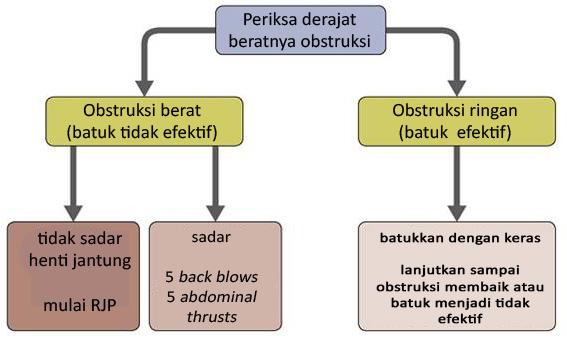 Periksa derajat
beratnya obstruksi
Obstruksi berat
(batuk tidak efektif)
Obstruksi ringan
(batuk efektif)
tidak sadar
henti jantung
mulai RJP
sadar
5 back blows
5 abdominal
thrusts
batukkan dengan keras
lanjutkan sampai
obstruksi membaik atau
batuk menjadi tidak
efektif